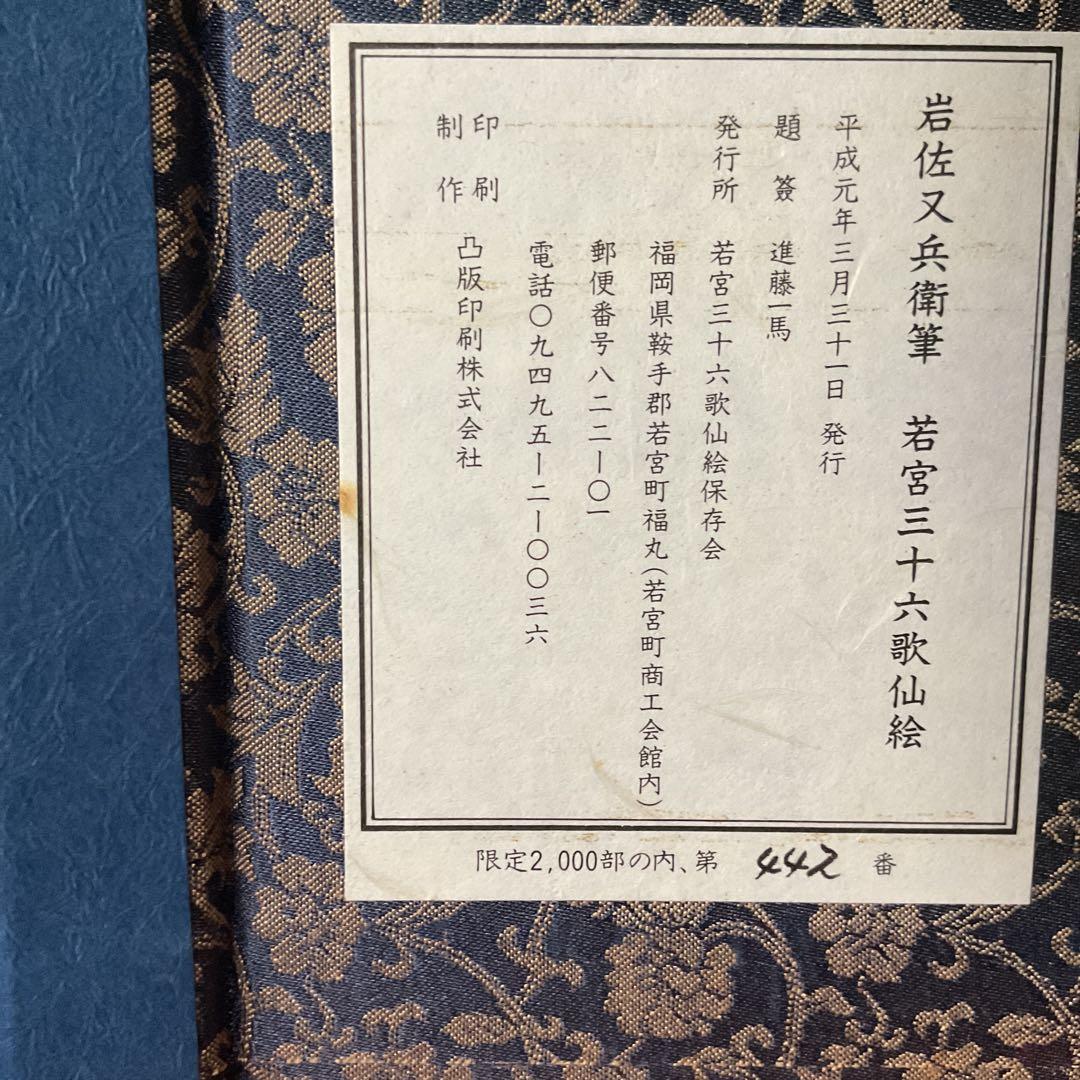 岩佐又兵衛筆　若宮三十六歌仙絵
平成元年三月三十一日　発行
題　簽　進藤一馬
発行所　若宮三十六歌仙絵保存会
福岡県鞍手郡若宮町福丸（若宮町商工会館内）
郵便番号八二二ー〇一
電話〇九四九五ー二ー〇〇三六
印　刷
制　作　凸版印刷株式会社
限定2,000部の内、第　442　番